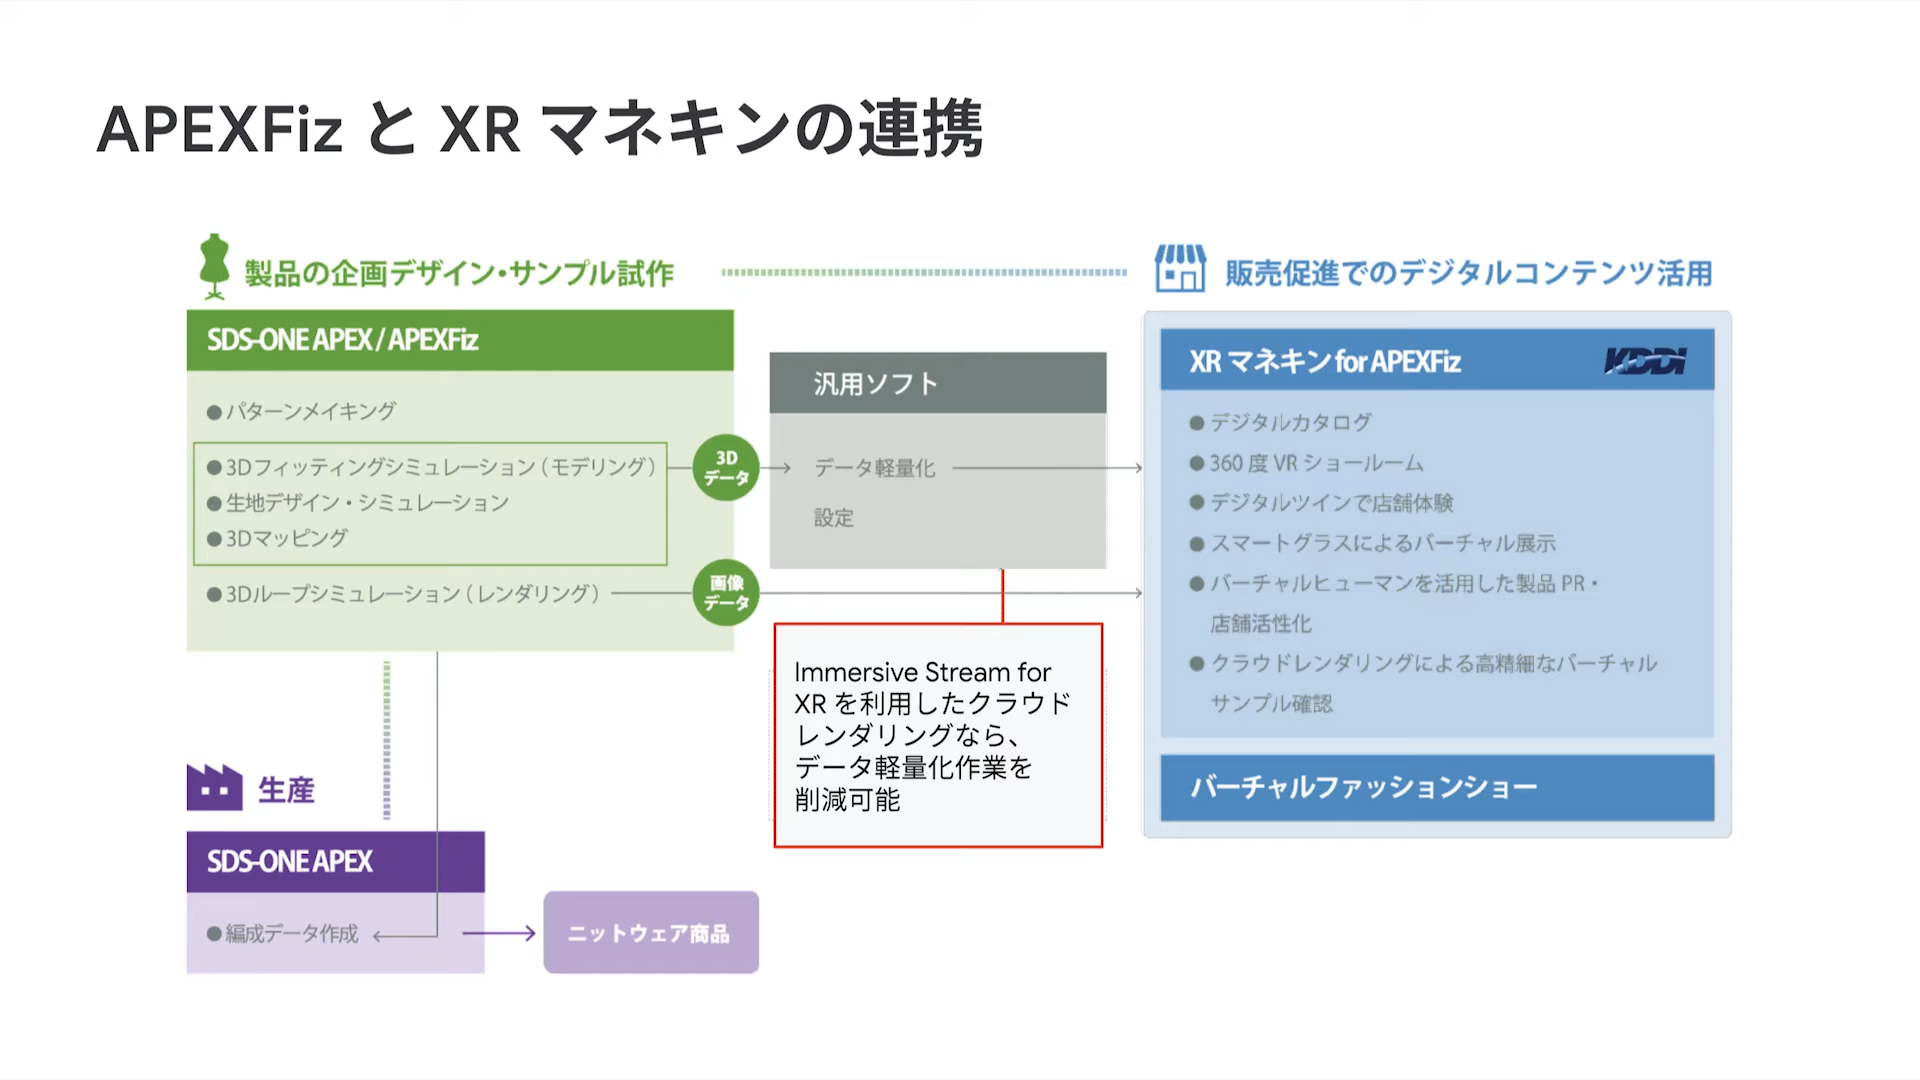 APEXFiz と XR マネキンの連携
製品の企画デザイン・サンプル試作
販売促進でのデジタルコンテンツ活用
SDS-ONE APEX / APEXFiz
●パターンメイキング
●3Dフィッティングシミュレーション（モデリング）
●生地デザイン・シミュレーション
●3Dマッピング
●3Dループシミュレーション（レンダリング）
3D
データ
画像
データ
汎用ソフト
データ軽量化
設定
Immersive Stream for
XR を利用したクラウド
レンダリングなら、
データ軽量化作業を
削減可能
XR マネキン for APEXFiz
KDDI
●デジタルカタログ
●360 度 VR ショールーム
●デジタルツインで店舗体験
●スマートグラスによるバーチャル展示
●バーチャルヒューマンを活用した製品 PR・
店舗活性化
●クラウドレンダリングによる高精細なバーチャル
サンプル確認
バーチャルファッションショー
生産
SDS-ONE APEX
●編成データ作成
ニットウェア商品